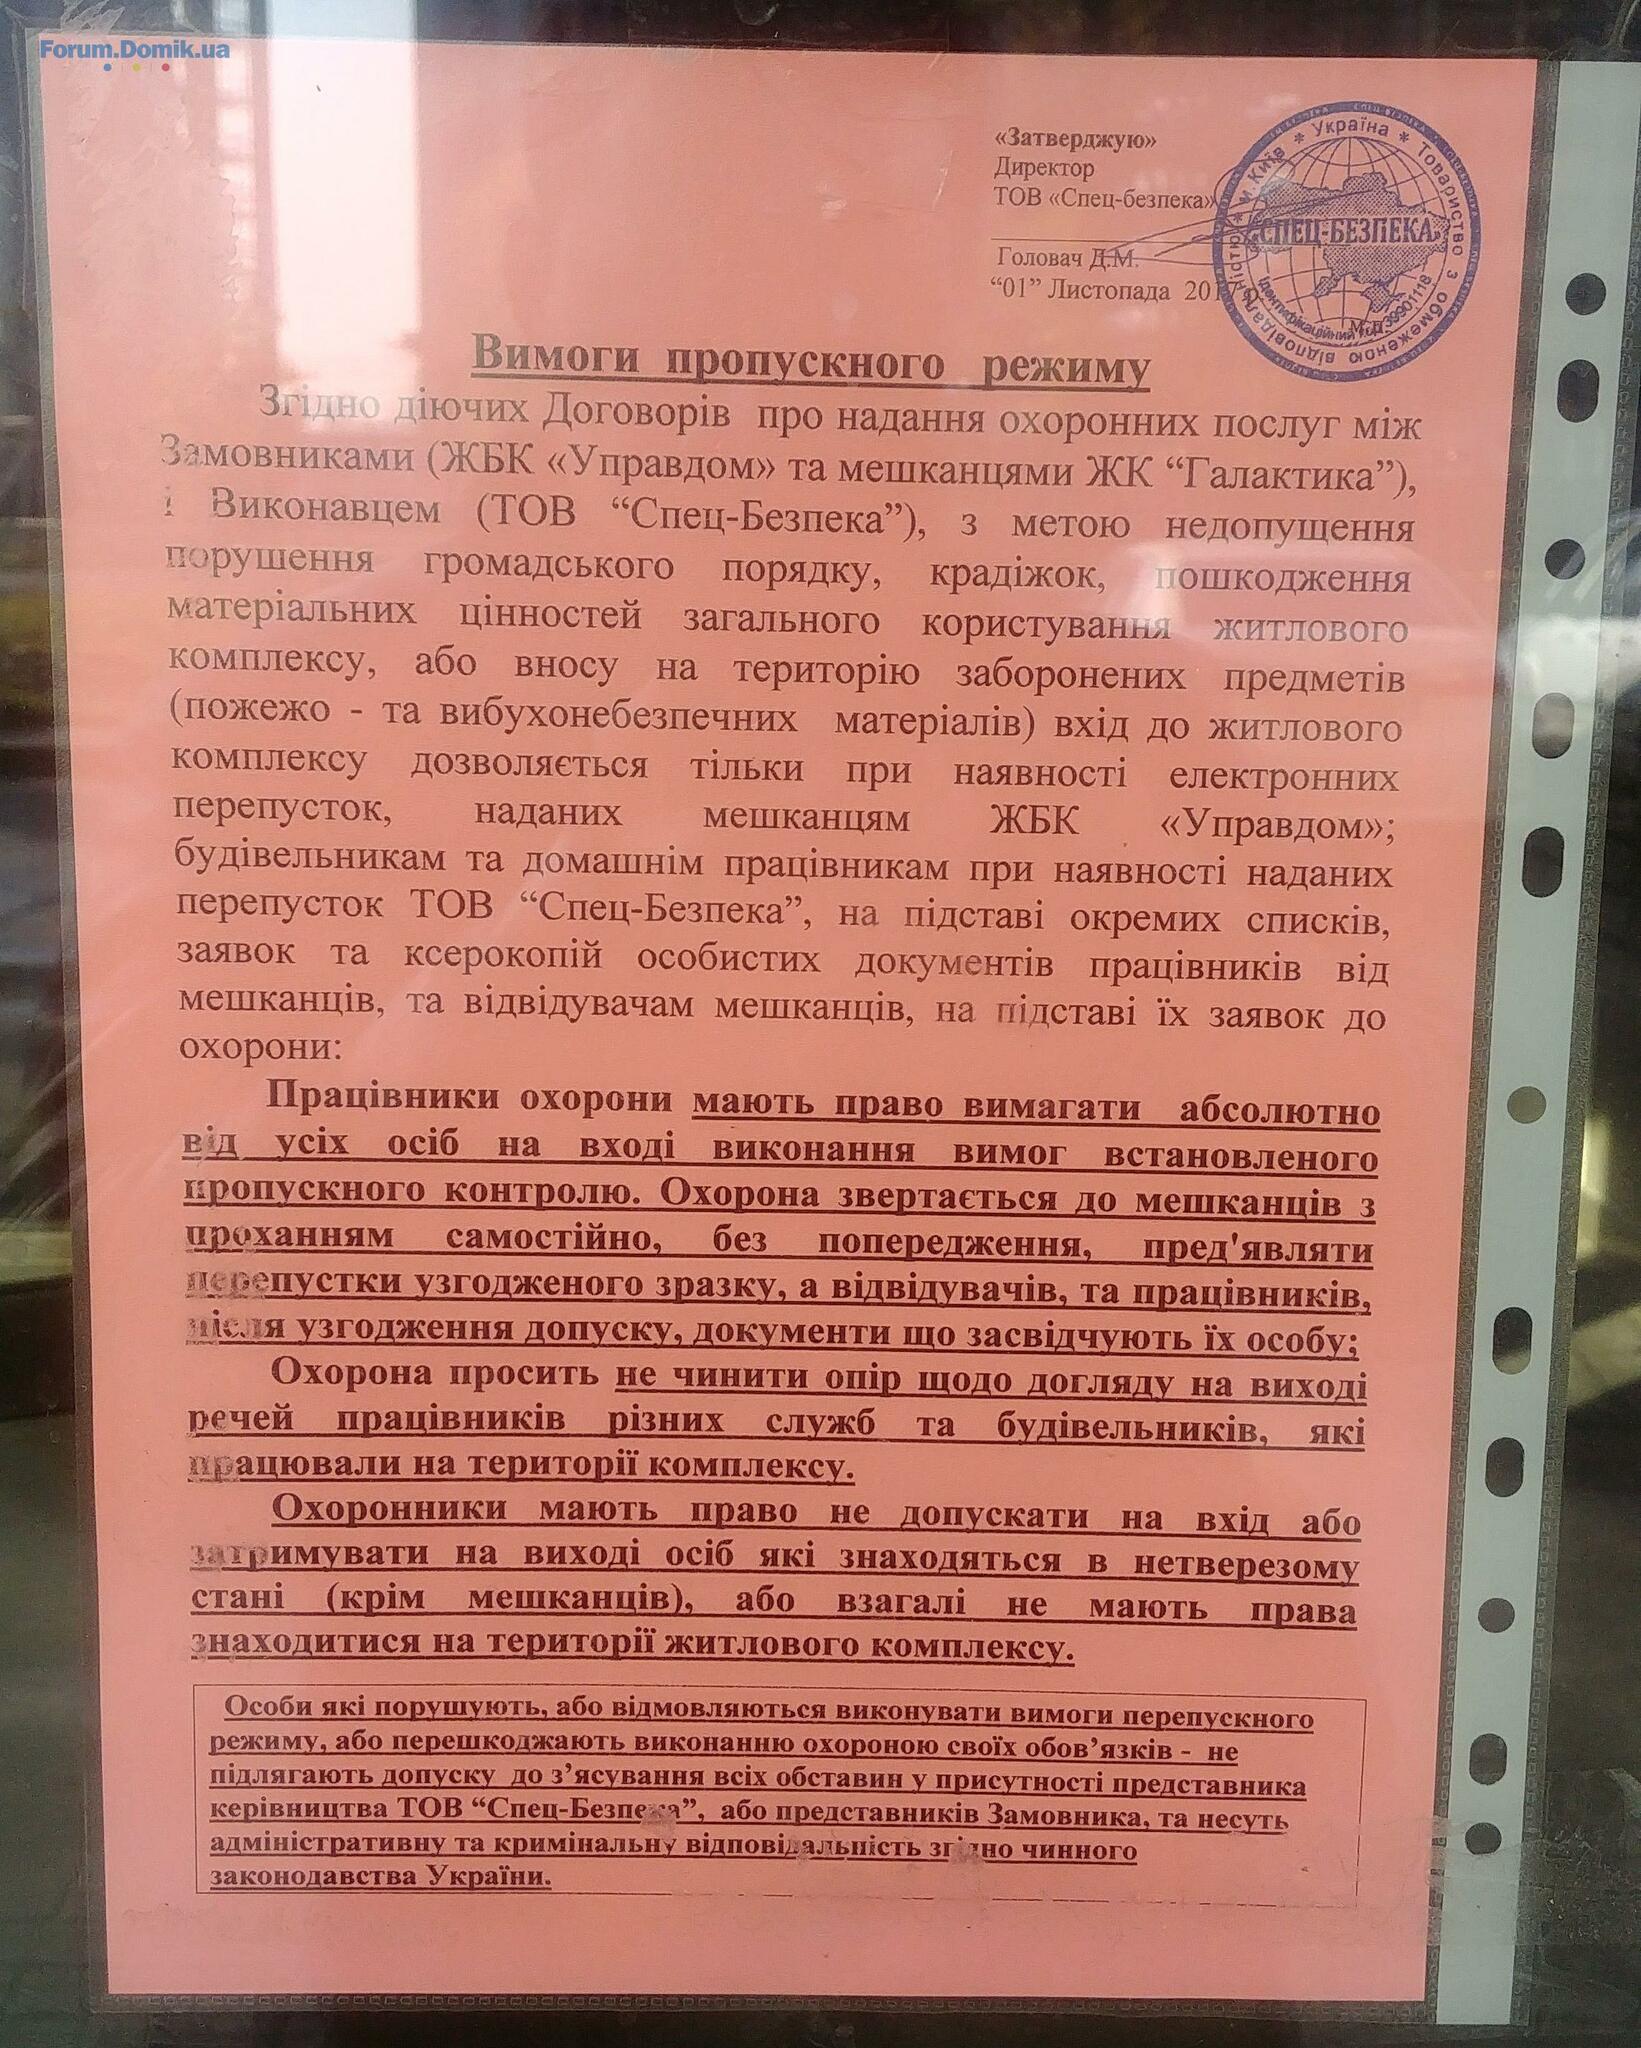 Forum.Domik.ua
«Затверджую»
Директор
ТОВ «Спец-безпека»
Головач Д.М.
“01” Листопада
* Україна * Товариство з обмеженою відповідальністю * м. Київ
«СПЕЦ-БЕЗПЕКА»
Ідентифікаційний код 39901118
М.П.
Вимоги пропускного режиму
Згідно діючих Договорів про надання охоронних послуг між
Замовниками (ЖБК «Управдом» та мешканцями ЖК “Галактика”),
і Виконавцем (ТОВ “Спец-Безпека”), з метою недопущення
порушення громадського порядку, крадіжок, пошкодження
матеріальних цінностей загального користування житлового
комплексу, або вносу на територію заборонених предметів
(пожежо - та вибухонебезпечних матеріалів) вхід до житлового
комплексу дозволяється тільки при наявності електронних
перепусток, наданих мешканцям ЖБК «Управдом»;
будівельникам та домашнім працівникам при наявності наданих
перепусток ТОВ “Спец-Безпека”, на підставі окремих списків,
заявок та ксерокопій особистих документів працівників від
мешканців, та відвідувачам мешканців, на підставі їх заявок до
охорони:
Працівники охорони мають право вимагати абсолютно
від усіх осіб на вході виконання вимог встановленого
пропускного контролю. Охорона звертається до мешканців з
проханням самостійно, без попередження, пред'являти
перепустки узгодженого зразку, а відвідувачів, та працівників,
після узгодження допуску, документи що засвідчують їх особу;
Охорона просить не чинити опір щодо догляду на виході
речей працівників різних служб та будівельників, які
працювали на території комплексу.
Охоронники мають право не допускати на вхід або
затримувати на виході осіб які знаходяться в нетверезому
стані (крім мешканців), або взагалі не мають права
знаходитися на території житлового комплексу.
Особи які порушують, або відмовляються виконувати вимоги перепускного
режиму, або перешкоджають виконанню охороною своїх обов’язків - не
підлягають допуску до з’ясування всіх обставин у присутності представника
керівництва ТОВ “Спец-Безпека”, або представників Замовника, та несуть
адміністративну та кримінальну відповідальність згідно чинного
законодавства України.